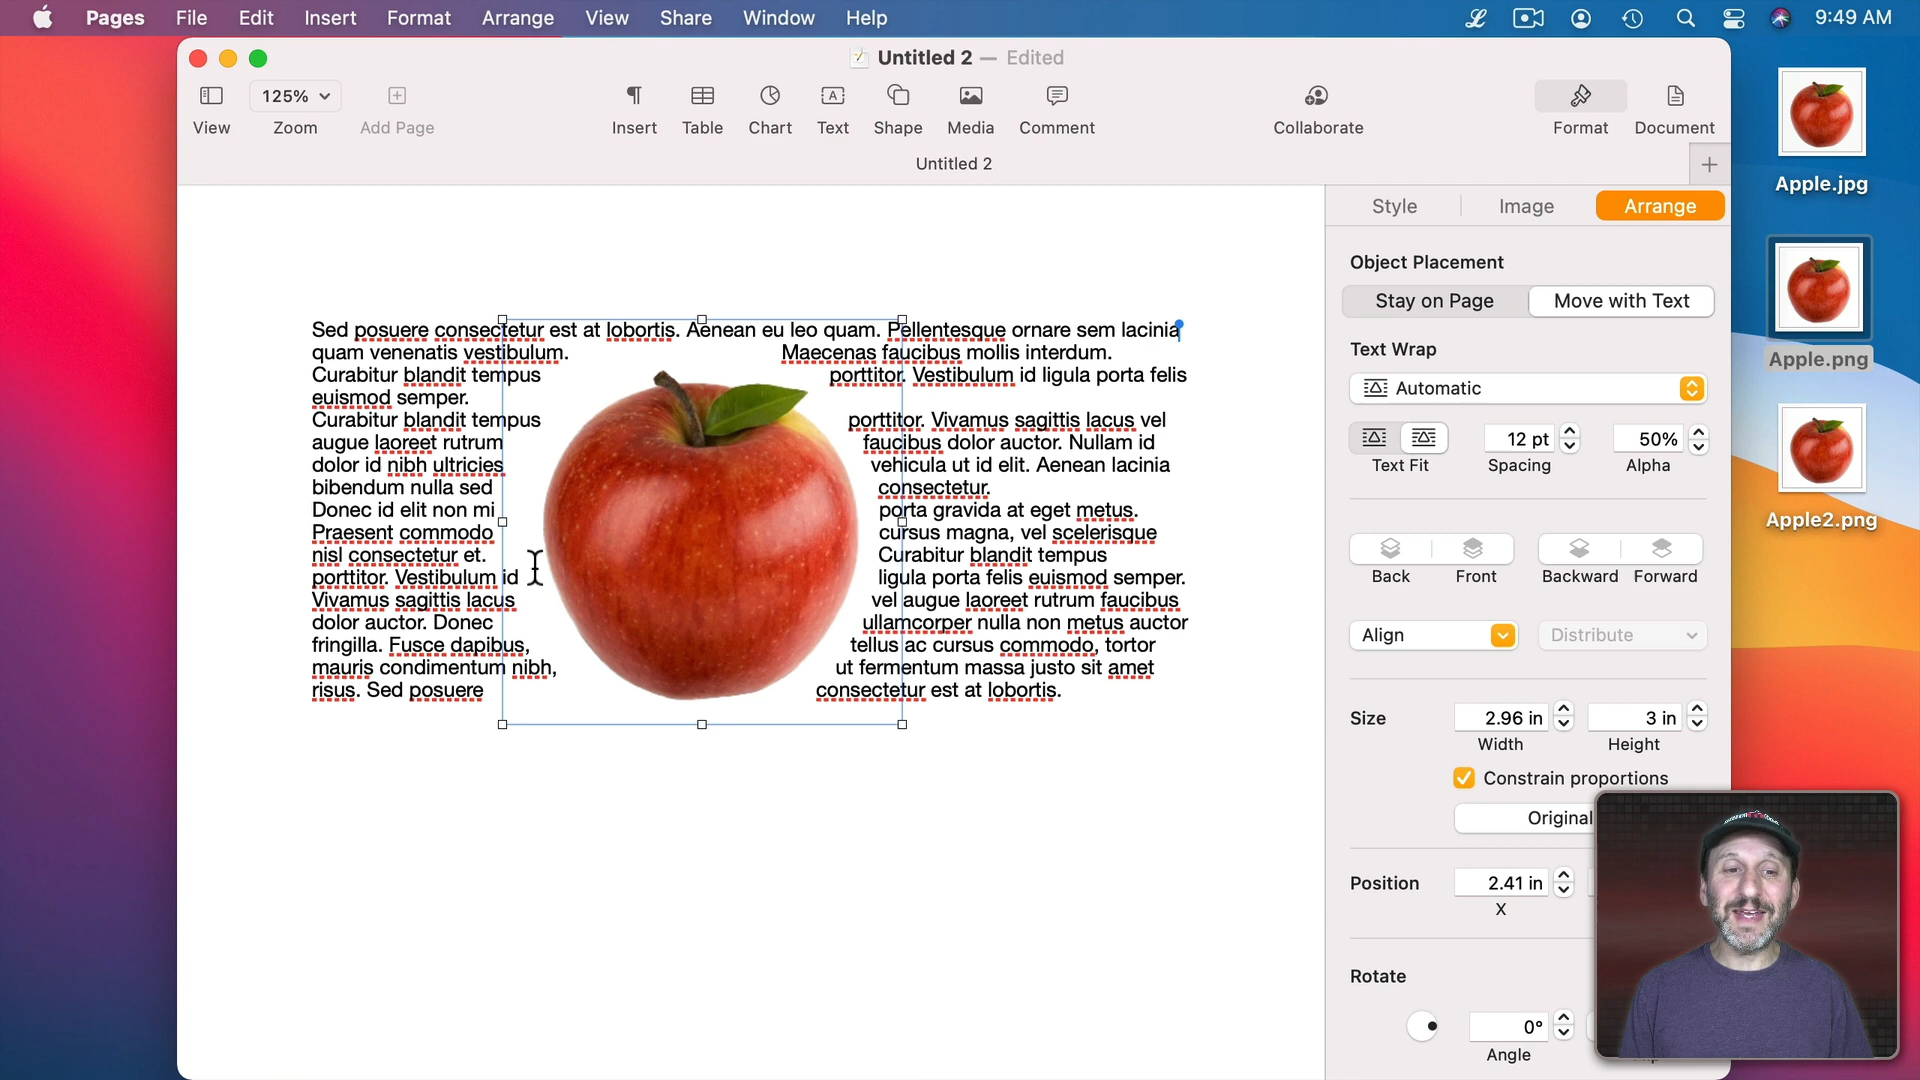 Pages File Edit Insert Format Arrange View Share Window Help 9:49 AM
Untitled 2 — Edited
125%
View Zoom Add Page Insert Table Chart Text Shape Media Comment Collaborate Format Document
Untitled 2
Style Image Arrange
Object Placement
Stay on Page Move with Text
Text Wrap
Automatic
12 pt 50%
Text Fit Spacing Alpha
Back Front Backward Forward
Align Distribute
Size 2.96 in 3 in
Width Height
Constrain proportions
Original
Position 2.41 in
X
Rotate
0°
Angle
Sed posuere consectetur est at lobortis. Aenean eu leo quam. Pellentesque ornare sem lacinia
quam venenatis vestibulum. Maecenas faucibus mollis interdum.
Curabitur blandit tempus porttitor. Vestibulum id ligula porta felis
euismod semper.
Curabitur blandit tempus porttitor. Vivamus sagittis lacus vel
augue laoreet rutrum faucibus dolor auctor. Nullam id
dolor id nibh ultricies vehicula ut id elit. Aenean lacinia
bibendum nulla sed consectetur.
Donec id elit non mi porta gravida at eget metus.
Praesent commodo cursus magna, vel scelerisque
nisl consectetur et. Curabitur blandit tempus
porttitor. Vestibulum id ligula porta felis euismod semper.
Vivamus sagittis lacus vel augue laoreet rutrum faucibus
dolor auctor. Donec ullamcorper nulla non metus auctor
fringilla. Fusce dapibus, tellus ac cursus commodo, tortor
mauris condimentum nibh, ut fermentum massa justo sit amet
risus. Sed posuere consectetur est at lobortis.
Apple.jpg
Apple.png
Apple2.png